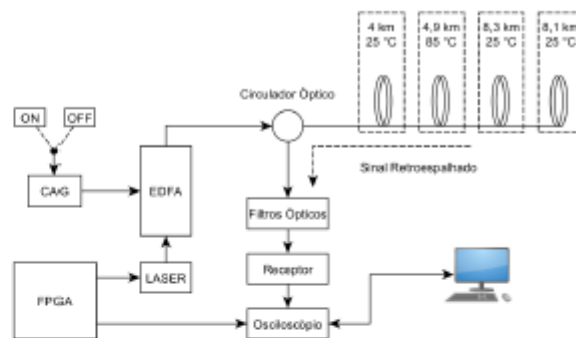 4 km
25 °C
4,9 km
85 °C
8,3 km
25 °C
8,1 km
25 °C
Circulador Óptico
ON
OFF
CAG
EDFA
Sinal Retroespalhado
Filtros Ópticos
LASER
Receptor
FPGA
Osciloscópio